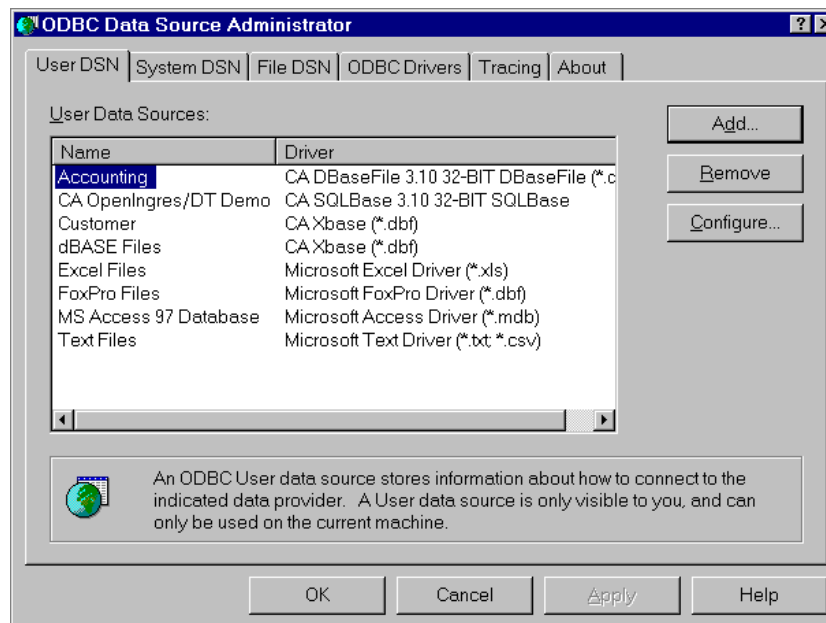 ODBC Data Source Administrator
User DSN System DSN File DSN ODBC Drivers Tracing About
User Data Sources:
Name Driver
Accounting CA DBaseFile 3.10 32-BIT DBaseFile (*.c
CA OpenIngres/DT Demo CA SQLBase 3.10 32-BIT SQLBase
Customer CA Xbase (*.dbf)
dBASE Files CA Xbase (*.dbf)
Excel Files Microsoft Excel Driver (*.xls)
FoxPro Files Microsoft FoxPro Driver (*.dbf)
MS Access 97 Database Microsoft Access Driver (*.mdb)
Text Files Microsoft Text Driver (*.txt; *.csv)
Add...
Remove
Configure...
An ODBC User data source stores information about how to connect to the
indicated data provider. A User data source is only visible to you, and can
only be used on the current machine.
OK Cancel Apply Help